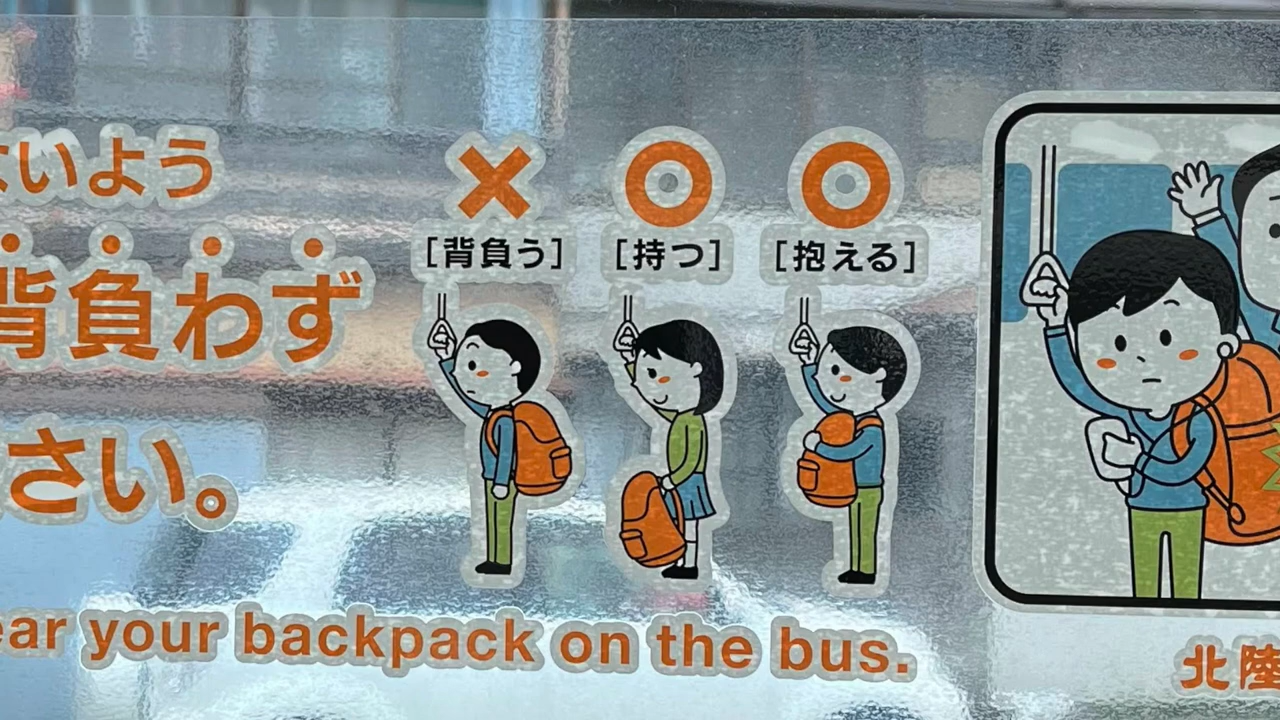 ないよう
背負わず
さい。
[背負う]
[持つ]
[抱える]
ear your backpack on the bus.
北陸